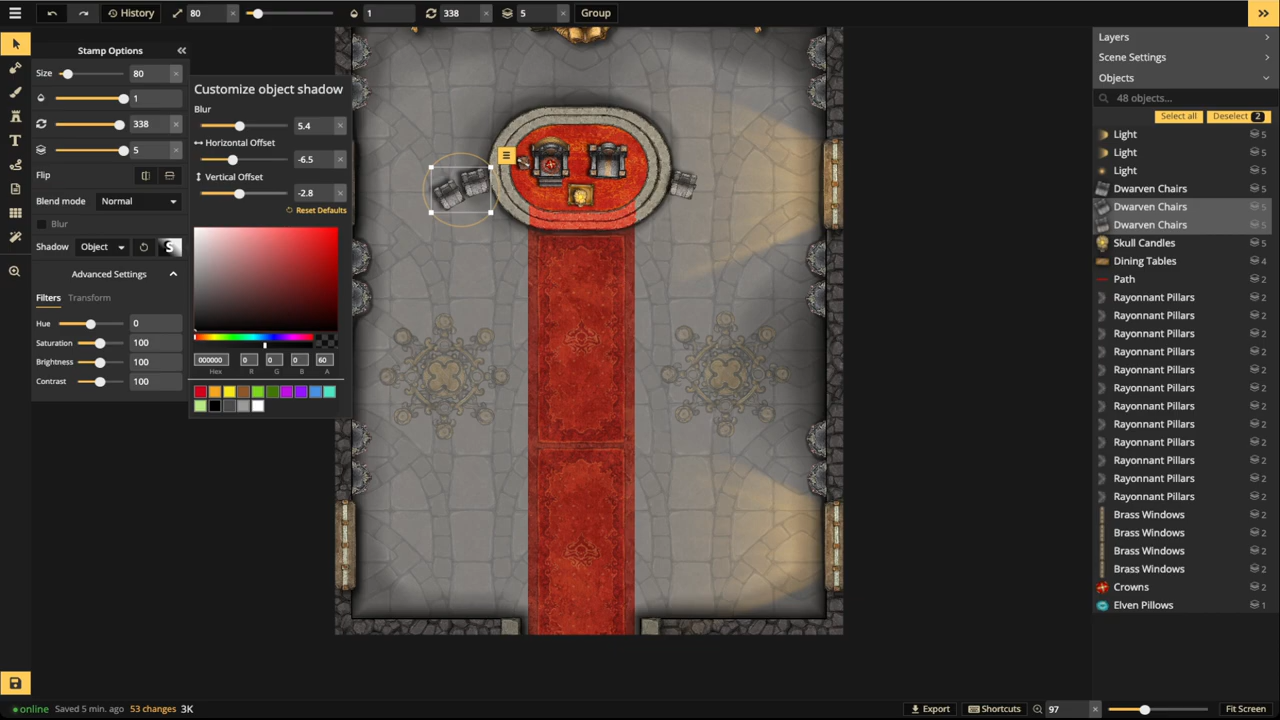 History
80
1
338
5
Group
Stamp Options
Size
80
1
338
5
Flip
Blend mode
Normal
Blur
Shadow
Object
S
Advanced Settings
Filters
Transform
Hue
0
Saturation
100
Brightness
100
Contrast
100
Customize object shadow
Blur
5.4
Horizontal Offset
-6.5
Vertical Offset
-2.8
Reset Defaults
000000
0
0
0
60
Hex
R
G
B
A
Layers
Scene Settings
Objects
48 objects...
Select all
Deselect 2
Light 5
Light 5
Light 5
Dwarven Chairs 5
Dwarven Chairs 5
Dwarven Chairs 5
Skull Candles 5
Dining Tables 4
Path 2
Rayonnant Pillars 2
Rayonnant Pillars 2
Rayonnant Pillars 2
Rayonnant Pillars 2
Rayonnant Pillars 2
Rayonnant Pillars 2
Rayonnant Pillars 2
Rayonnant Pillars 2
Rayonnant Pillars 2
Rayonnant Pillars 2
Rayonnant Pillars 2
Rayonnant Pillars 2
Brass Windows 2
Brass Windows 2
Brass Windows 2
Brass Windows 2
Crowns 2
Elven Pillows 1
online
Saved 5 min. ago
53 changes
3K
Export
Shortcuts
97
Fit Screen